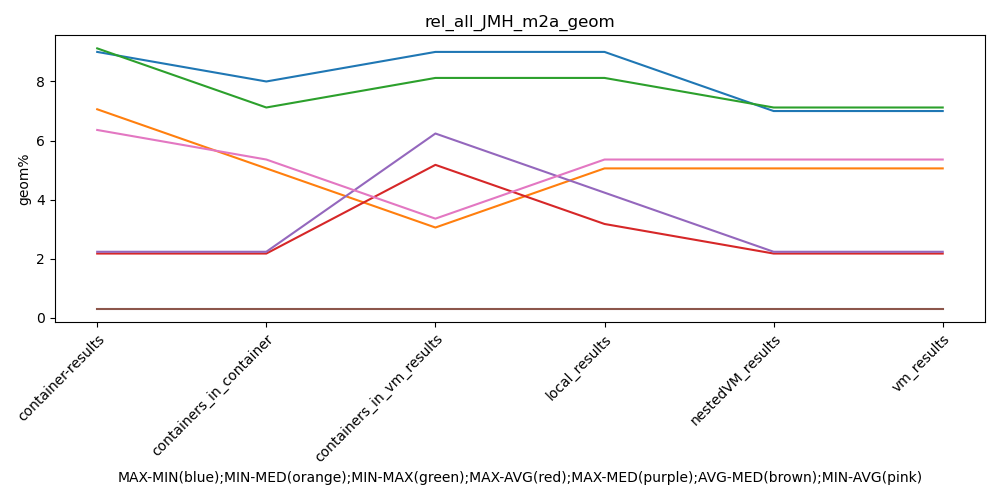 rel_all_JMH_m2a_geom
geom%
8
6
4
2
0
container-results
containers_in_container
containers_in_vm_results
local_results
nestedVM_results
vm_results
MAX-MIN(blue);MIN-MED(orange);MIN-MAX(green);MAX-AVG(red);MAX-MED(purple);AVG-MED(brown);MIN-AVG(pink)